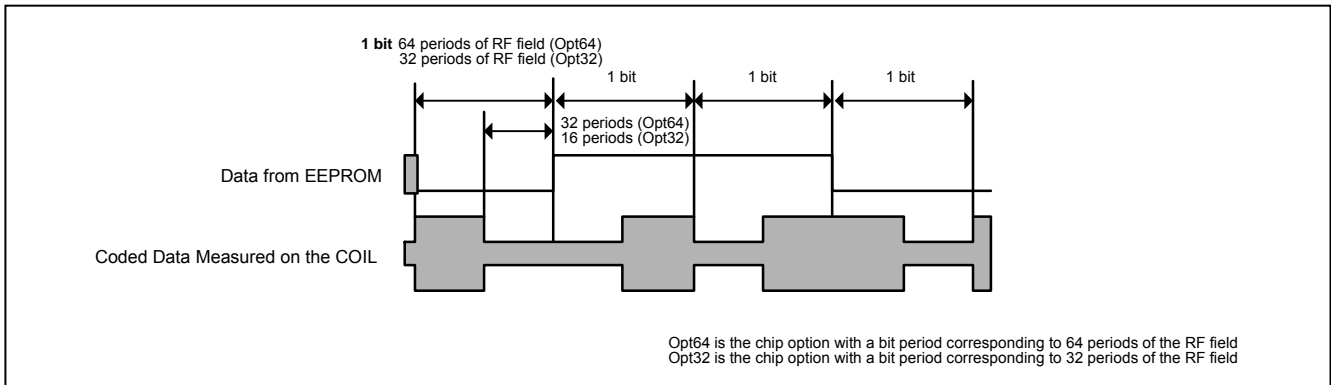 1 bit 64 periods of RF field (Opt64)
32 periods of RF field (Opt32)
1 bit
1 bit
1 bit
32 periods (Opt64)
16 periods (Opt32)
Data from EEPROM
Coded Data Measured on the COIL
Opt64 is the chip option with a bit period corresponding to 64 periods of the RF field
Opt32 is the chip option with a bit period corresponding to 32 periods of the RF field